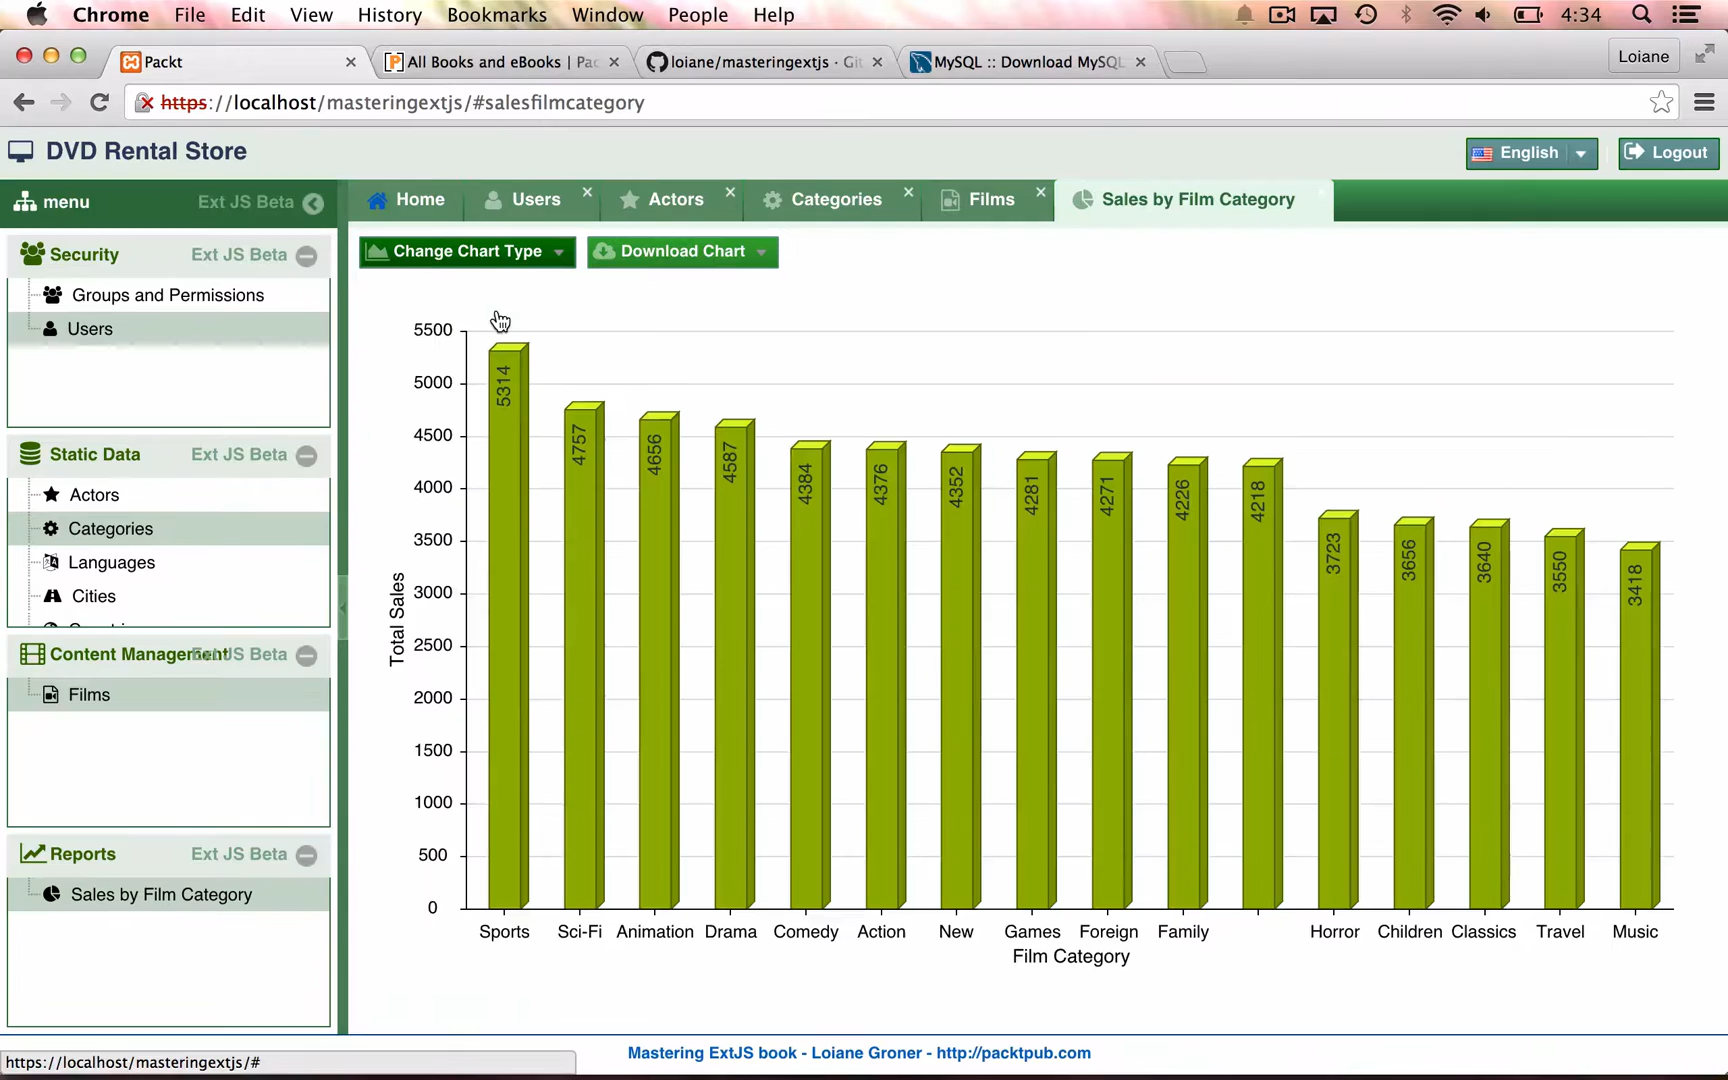 Chrome File Edit View History Bookmarks Window People Help 4:34
Packt
All Books and eBooks | Pac
loiane/masteringextjs · Git
MySQL :: Download MySQL
Loiane
https://localhost/masteringextjs/#salesfilmcategory
DVD Rental Store
English
Logout
menu
Ext JS Beta
Home
Users
Actors
Categories
Films
Sales by Film Category
Security
Ext JS Beta
Groups and Permissions
Users
Static Data
Ext JS Beta
Actors
Categories
Languages
Cities
Content Management
Ext JS Beta
Films
Reports
Ext JS Beta
Sales by Film Category
Change Chart Type
Download Chart
5500
5000
4500
4000
3500
3000
2500
2000
1500
1000
500
0
Total Sales
5314
4757
4656
4587
4384
4376
4352
4281
4271
4226
4218
3723
3656
3640
3550
3418
Sports Sci-Fi Animation Drama Comedy Action New Games Foreign Family Horror Children Classics Travel Music
Film Category
Mastering ExtJS book - Loiane Groner - http://packtpub.com
https://localhost/masteringextjs/#